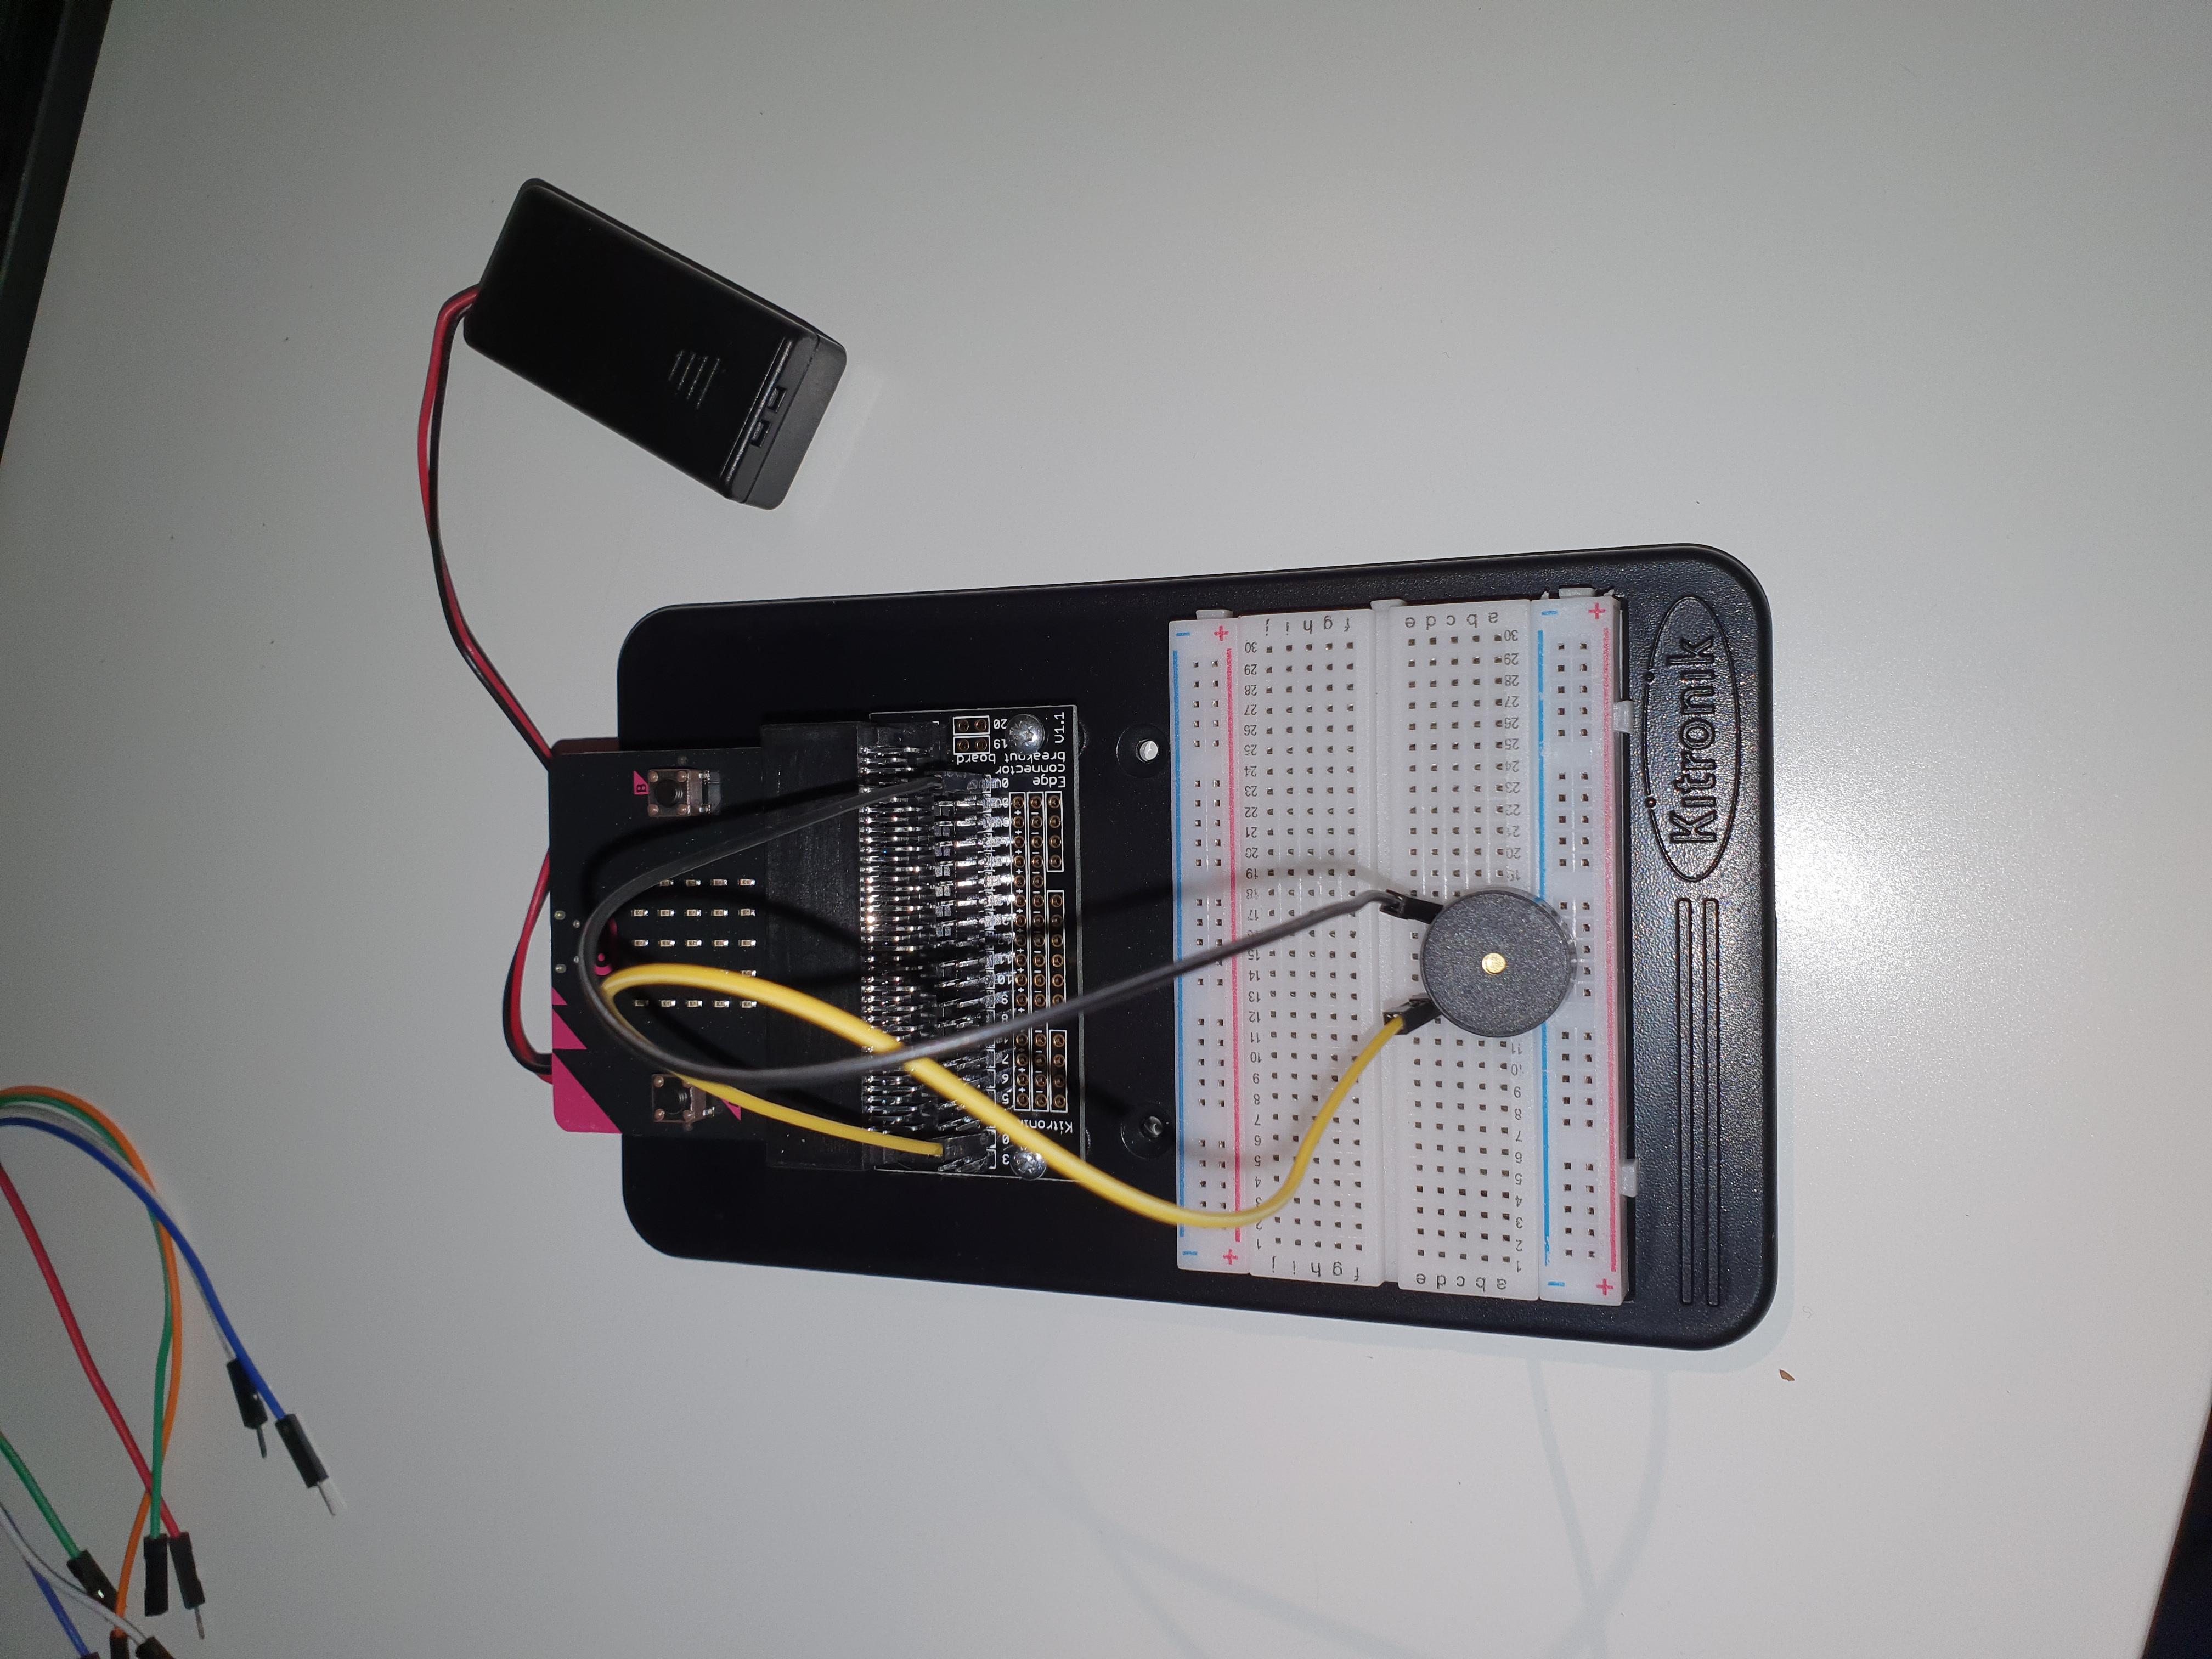 B
3 0 5 6 7 8 9 10 11
0V
19 20
Kitronik
Edge
connector
breakout board
V1.1
- -
+ +
1 2 3 4 5 6 7 8 9 10 11 12 13 14 15 17 18 19 20 21 22 23 24 25 26 27 28 29 30
j j
i i
h h
g g
f f
e e
d d
c c
b b
a a
1 2 3 4 5 6 7 8 9 10 11 19 20 21 22 23 24 25 26 27 28 29 30
- -
+ +
Kitronik